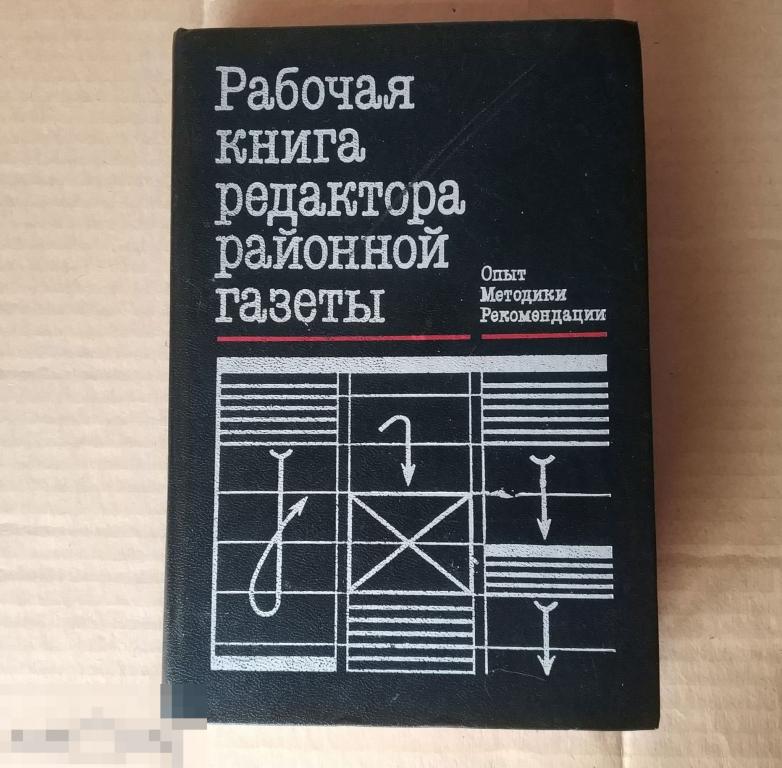 Рабочая
книга
редактора
районной
газеты
Опыт
Методики
Рекомендации